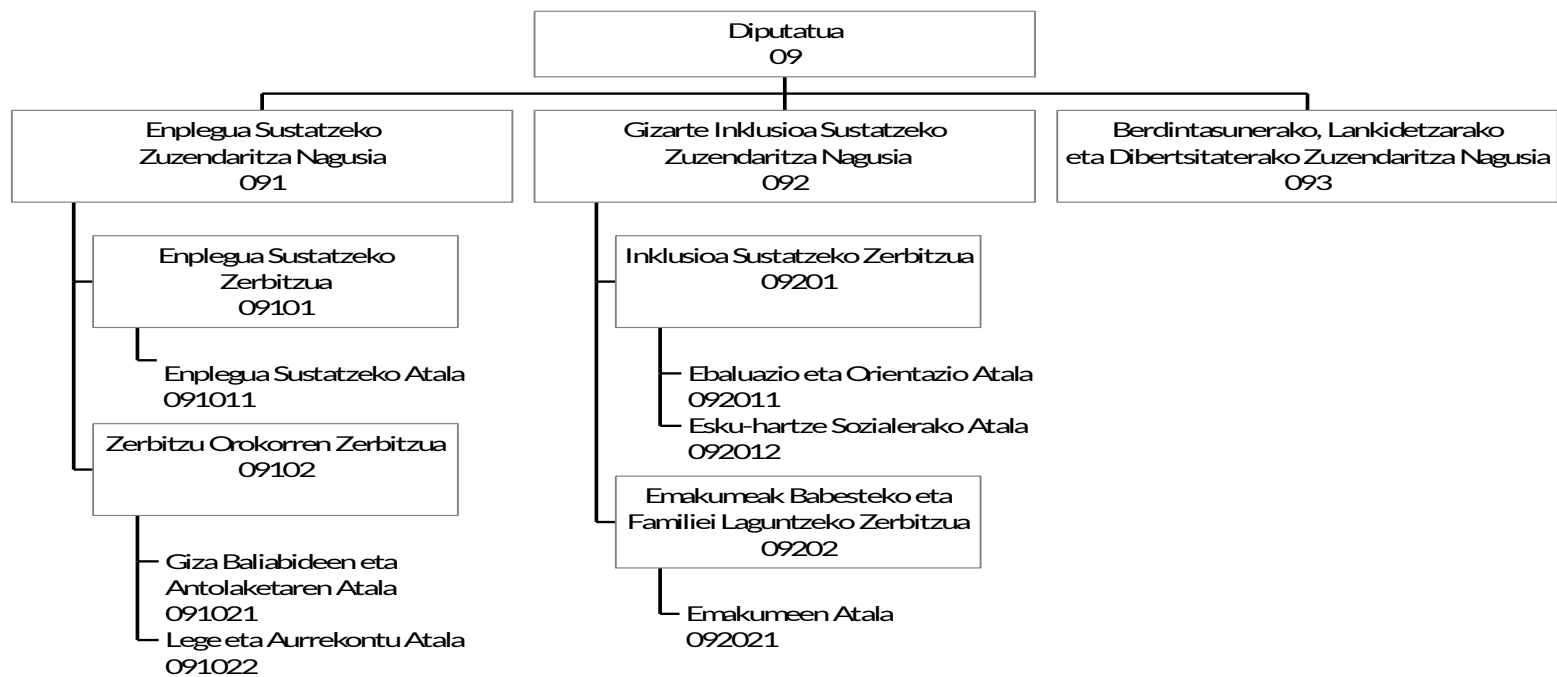 Diputatua
09
Enplegua Sustatzeko
Zuzendaritza Nagusia
091
Enplegua Sustatzeko
Zerbitzua
09101
Enplegua Sustatzeko Atala
091011
Zerbitzu Orokorren Zerbitzua
09102
Giza Baliabideen eta
Antolaketaren Atala
091021
Lege eta Aurrekontu Atala
091022
Gizarte Inklusioa Sustatzeko
Zuzendaritza Nagusia
092
Inklusioa Sustatzeko Zerbitzua
09201
Ebaluazio eta Orientazio Atala
092011
Esku-hartze Sozialerako Atala
092012
Emakumeak Babesteko eta
Familiei Laguntzeko Zerbitzua
09202
Emakumeen Atala
092021
Berdintasunerako, Lankidetzarako
eta Dibertsitaterako Zuzendaritza Nagusia
093